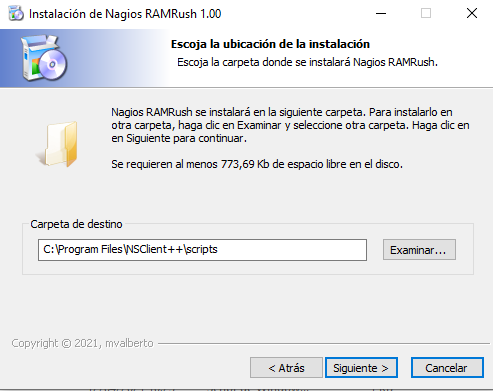 Instalación de Nagios RAMRush 1.00
Escoja la ubicación de la instalación
Escoja la carpeta donde se instalará Nagios RAMRush.
Nagios RAMRush se instalará en la siguiente carpeta. Para instalarlo en
otra carpeta, haga clic en Examinar y seleccione otra carpeta. Haga clic en
en Siguiente para continuar.
Se requieren al menos 773,69 Kb de espacio libre en el disco.
Carpeta de destino
C:\Program Files\NSClient++\scripts
Examinar...
Copyright © 2021, mvalberto
< Atrás
Siguiente >
Cancelar